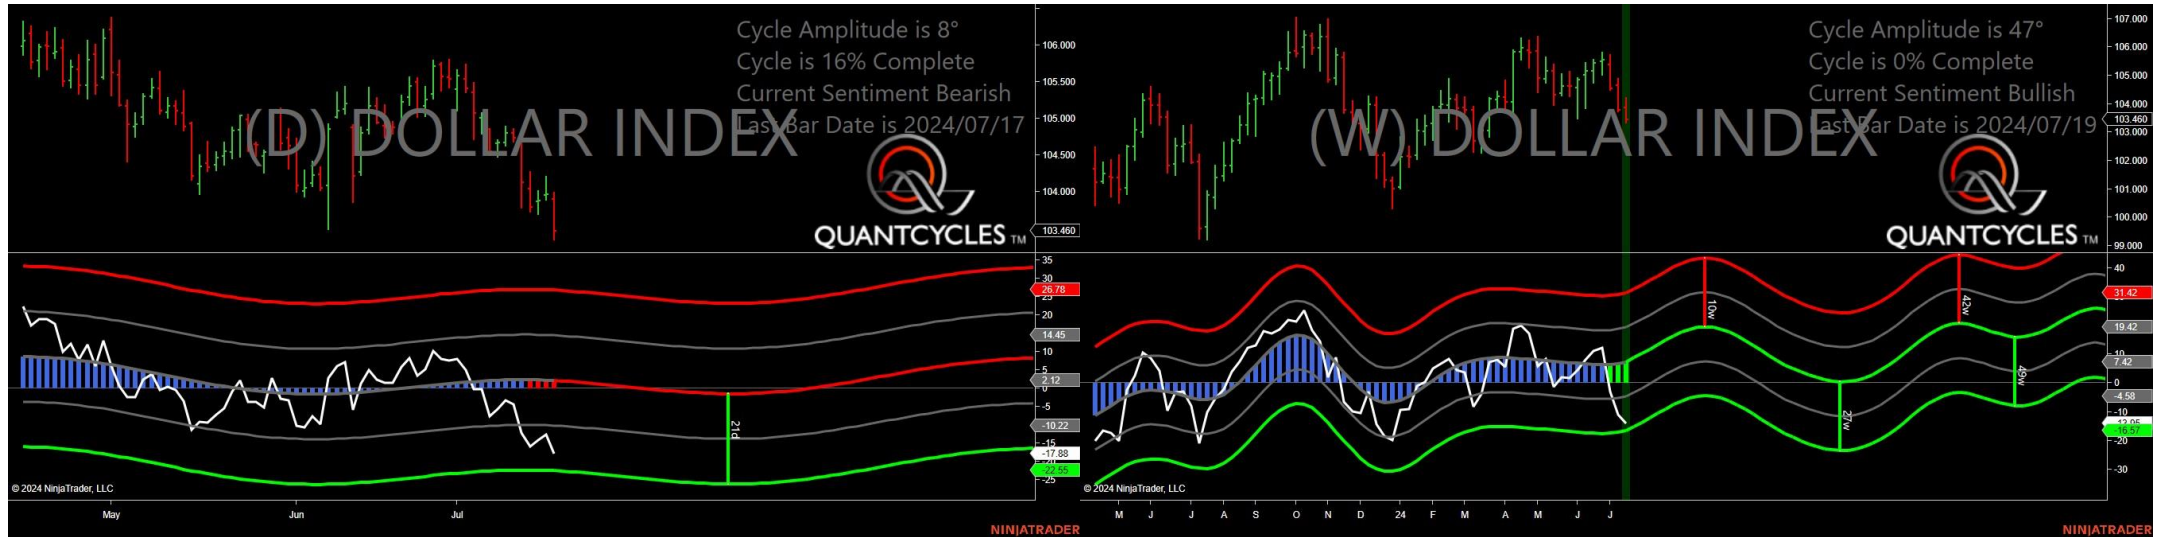 Cycle Amplitude is 8°
Cycle is 16% Complete
Current Sentiment Bearish
Last Bar Date is 2024/07/17
(D) DOLLAR INDEX
QUANTCYCLES TM
106.000
105.500
105.000
104.500
104.000
103.460
35
30
26.78
25
20
14.45
10
5
2.12
0
-5
-10.22
-15
-17.88
-22.55
-25
21d
© 2024 NinjaTrader, LLC
May Jun Jul
NINJATRADER
Cycle Amplitude is 47°
Cycle is 0% Complete
Current Sentiment Bullish
Last Bar Date is 2024/07/19
(W) DOLLAR INDEX
QUANTCYCLES TM
107.000
106.000
105.000
104.000
103.460
103.000
102.000
101.000
100.000
99.000
40
31.42
19.42
10
7.42
0
-4.58
-10
-16.57
-20
-30
10w
27w
42w
49w
© 2024 NinjaTrader, LLC
M J J A S O N D 24 F M A M J J
NINJATRADER